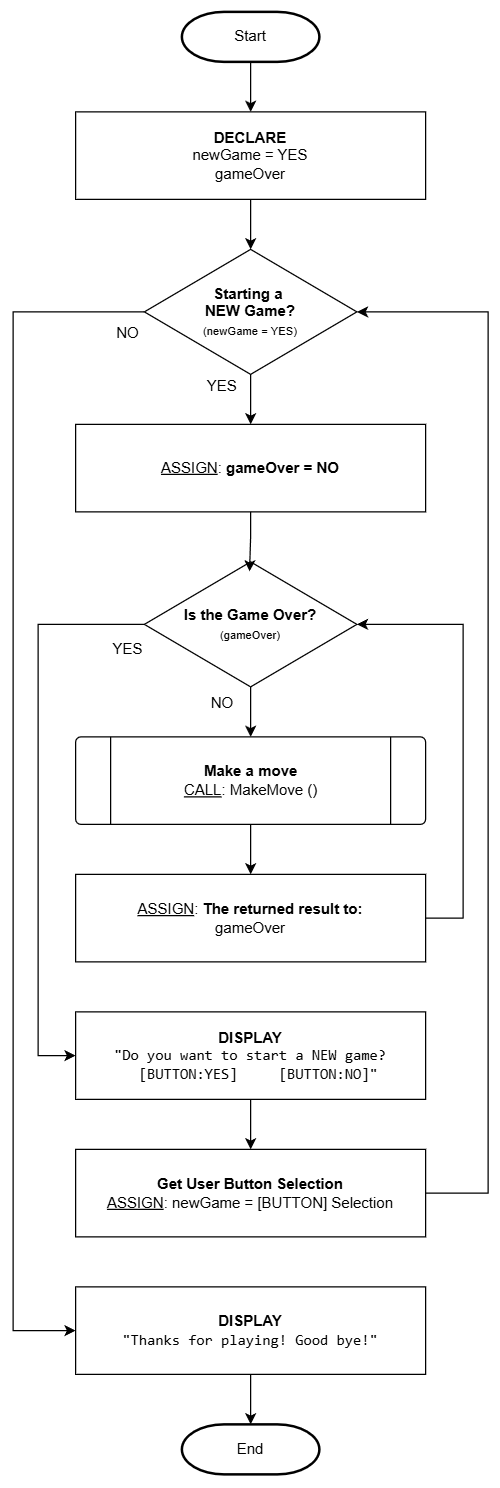 Start
DECLARE
newGame = YES
gameOver
Starting a
NEW Game?
(newGame = YES)
NO
YES
ASSIGN: gameOver = NO
Is the Game Over?
(gameOver)
YES
NO
Make a move
CALL: MakeMove ()
ASSIGN: The returned result to:
gameOver
DISPLAY
"Do you want to start a NEW game?
[BUTTON:YES] [BUTTON:NO]"
Get User Button Selection
ASSIGN: newGame = [BUTTON] Selection
DISPLAY
"Thanks for playing! Good bye!"
End